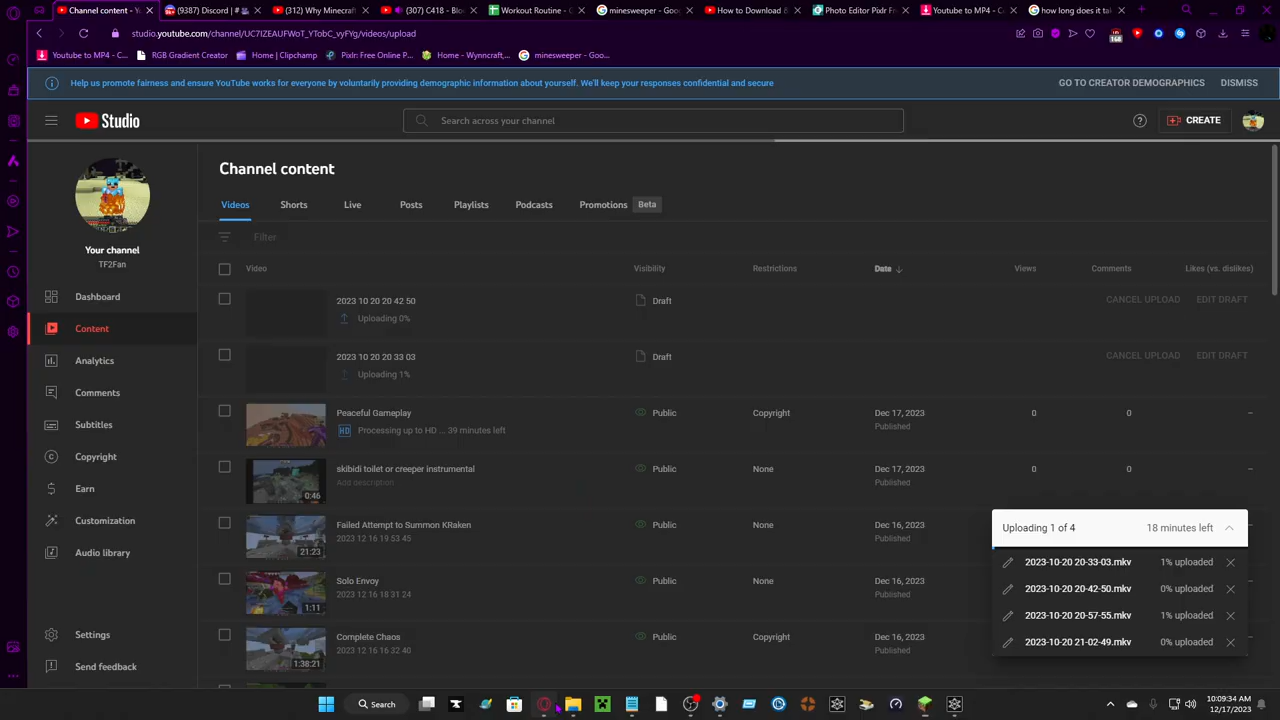 Channel content - Y
(9387) Discord | #
(312) Why Minecraft
(307) C418 - Blo
Workout Routine - G
minesweeper - Goo
How to Download &
Photo Editor Pixlr Fr
Youtube to MP4 - C
how long does it tak
studio.youtube.com/channel/UC7IZEAUFWoT_YTobC_vyFYg/videos/upload
168
Youtube to MP4 - C...
RGB Gradient Creator
Home | Clipchamp
Pixlr: Free Online P...
Home - Wynncraft,...
minesweeper - Goo...
Help us promote fairness and ensure YouTube works for everyone by voluntarily providing demographic information about yourself. We'll keep your responses confidential and secure
GO TO CREATOR DEMOGRAPHICS
DISMISS
Studio
Search across your channel
CREATE
Channel content
Videos
Shorts
Live
Posts
Playlists
Podcasts
Promotions
Beta
Your channel
TF2Fan
Dashboard
Content
Analytics
Comments
Subtitles
Copyright
Earn
Customization
Audio library
Settings
Send feedback
Filter
Video
Visibility
Restrictions
Date
Views
Comments
Likes (vs. dislikes)
2023 10 20 20 42 50
Uploading 0%
Draft
CANCEL UPLOAD
EDIT DRAFT
2023 10 20 20 33 03
Uploading 1%
Draft
CANCEL UPLOAD
EDIT DRAFT
Peaceful Gameplay
HD Processing up to HD ... 39 minutes left
Public
Copyright
Dec 17, 2023
Published
0
0
–
0:46
skibidi toilet or creeper instrumental
Add description
Public
None
Dec 17, 2023
Published
0
0
–
21:23
Failed Attempt to Summon KRaken
2023 12 16 19 53 45
Public
None
Dec 16, 2023
Published
1:11
Solo Envoy
2023 12 16 18 31 24
Public
None
Dec 16, 2023
Published
1:38:21
Complete Chaos
2023 12 16 16 32 40
Public
Copyright
Dec 16, 2023
Published
Uploading 1 of 4
18 minutes left
2023-10-20 20-33-03.mkv
1% uploaded
2023-10-20 20-42-50.mkv
0% uploaded
2023-10-20 20-57-55.mkv
1% uploaded
2023-10-20 21-02-49.mkv
0% uploaded
Search
10:09:34 AM
12/17/2023